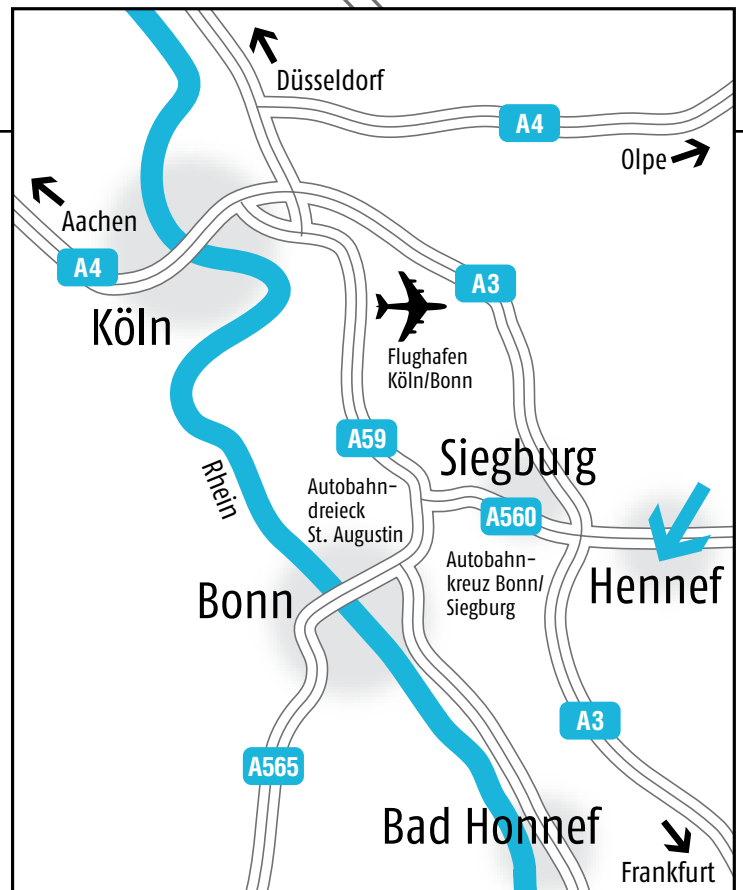 Düsseldorf
A4
Olpe
Aachen
A4
A3
Köln
Flughafen
Köln/Bonn
A59
Siegburg
Rhein
Autobahn-
dreieck
St. Augustin
A560
Autobahn-
kreuz Bonn/
Siegburg
Hennef
Bonn
A3
A565
Bad Honnef
Frankfurt